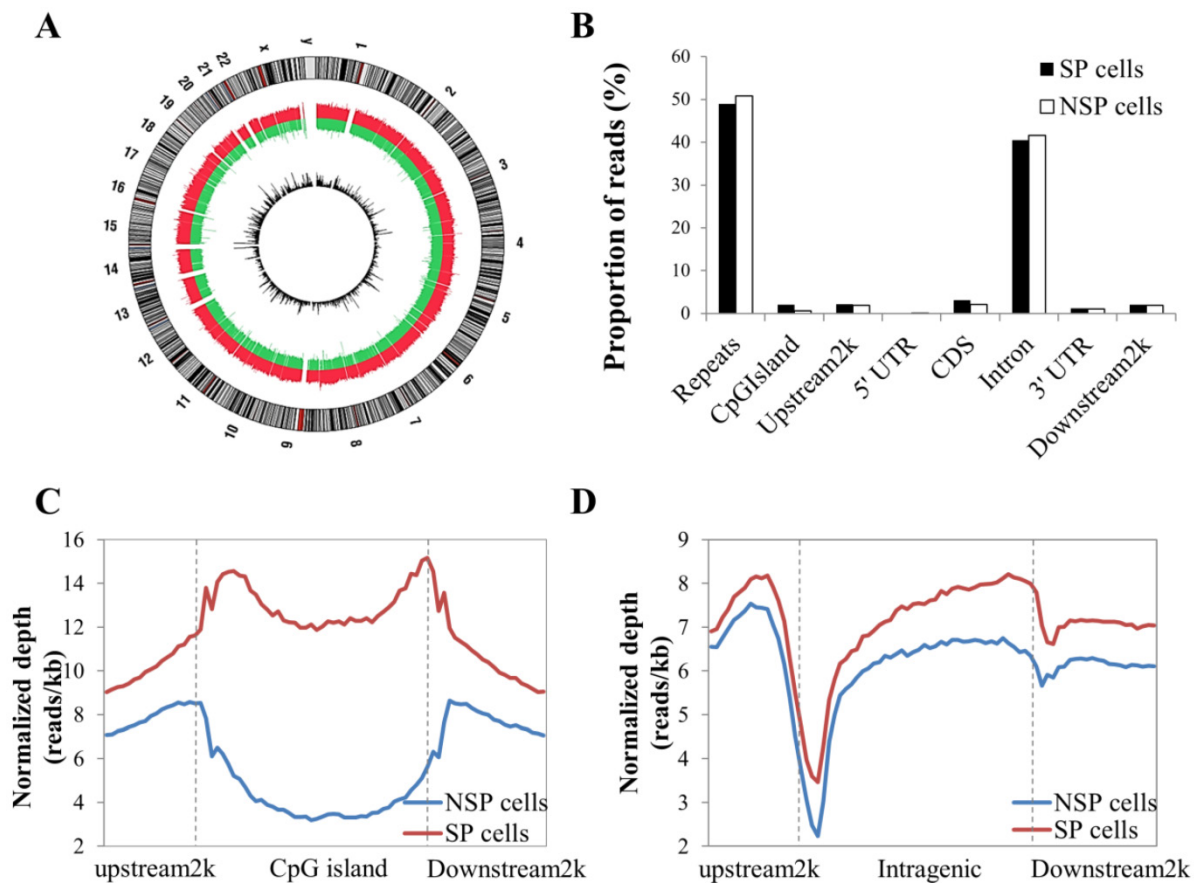 A
1
2
3
4
5
6
7
8
9
10
11
12
13
14
15
16
17
18
19
20
21
22
x
y
B
Proportion of reads (%)
60
50
40
30
20
10
0
SP cells
NSP cells
Repeats
CpGIsland
Upstream2k
5' UTR
CDS
Intron
3' UTR
Downstream2k
C
Normalized depth
(reads/kb)
16
14
12
10
8
6
4
2
NSP cells
SP cells
upstream2k
CpG island
Downstream2k
D
Normalized depth
(reads/kb)
9
8
7
6
5
4
3
2
NSP cells
SP cells
upstream2k
Intragenic
Downstream2k